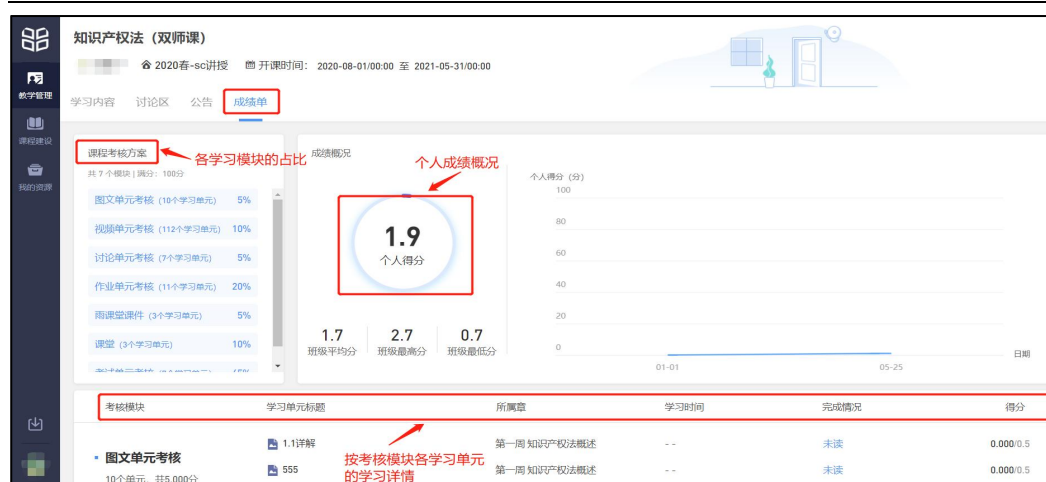 知识产权法（双师课）
2020春-sc讲授 开课时间： 2020-08-01/00:00 至 2021-05-31/00:00
教学管理
学习内容 讨论区 公告 成绩单
课程建设
我的资源
课程考核方案
各学习模块的占比
共 7 个模块 | 满分：100分
图文单元考核（10个学习单元） 5%
视频单元考核（112个学习单元） 10%
讨论单元考核（7个学习单元） 5%
作业单元考核（11个学习单元） 20%
雨课堂课件（3个学习单元） 5%
课堂（3个学习单元） 10%
成绩概况
个人成绩概况
1.9
个人得分
1.7 2.7 0.7
班级平均分 班级最高分 班级最低分
个人得分（分）
100
80
60
40
20
0
日期
01-01 05-25
考核模块 学习单元标题 所属章 学习时间 完成情况 得分
图文单元考核
10个单元，共5.000分
1.1详解 第一周 知识产权法概述 - - 未读 0.000/0.5
555 第一周 知识产权法概述 - - 未读 0.000/0.5
按考核模块各学习单元
的学习详情